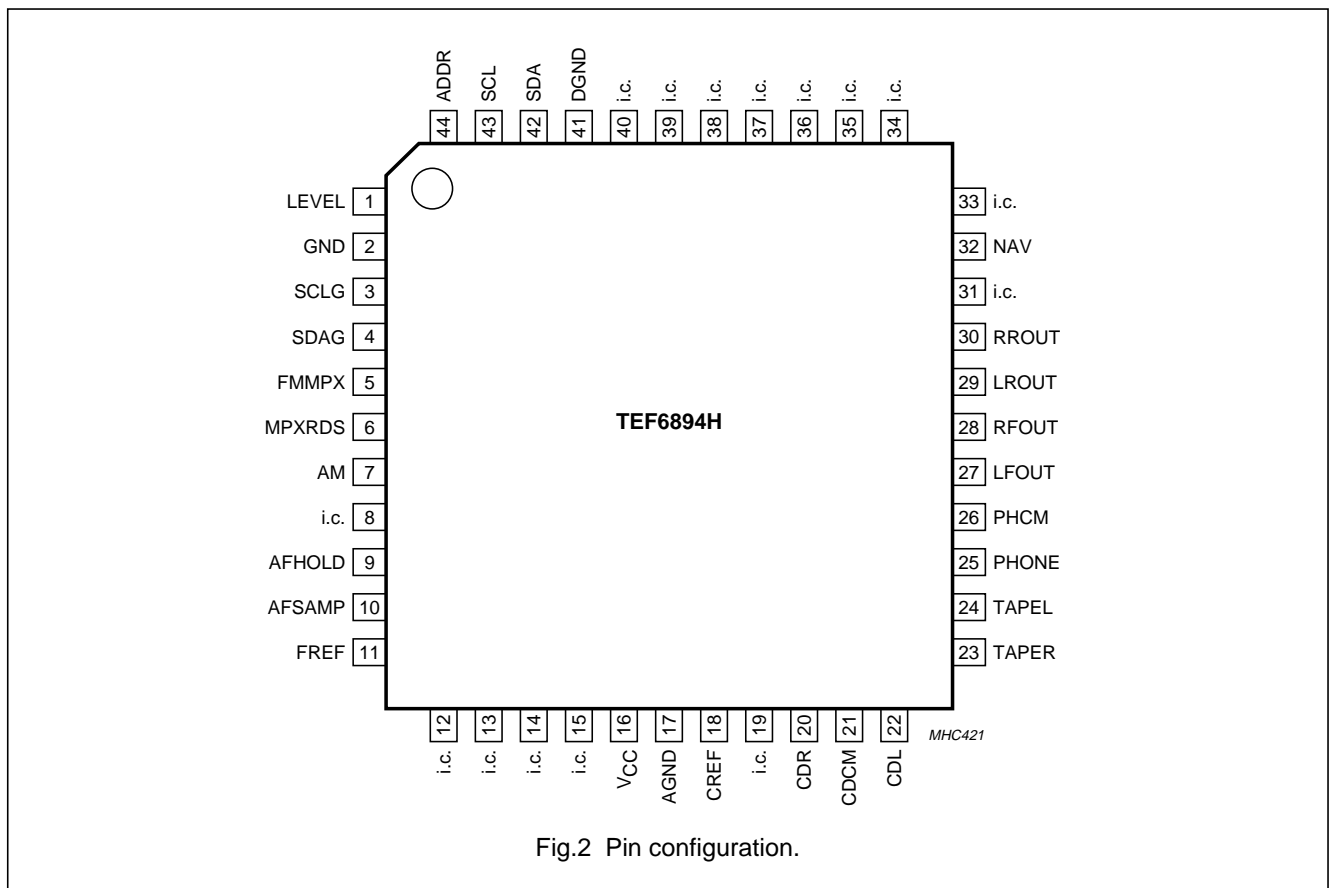 ADDR SCL SDA DGND i.c. i.c. i.c. i.c. i.c. i.c. i.c.
44 43 42 41 40 39 38 37 36 35 34
LEVEL 1
GND 2
SCLG 3
SDAG 4
FMMPX 5
MPXRDS 6
AM 7
i.c. 8
AFHOLD 9
AFSAMP 10
FREF 11
TEF6894H
33 i.c.
32 NAV
31 i.c.
30 RROUT
29 LROUT
28 RFOUT
27 LFOUT
26 PHCM
25 PHONE
24 TAPEL
23 TAPER
12 13 14 15 16 17 18 19 20 21 22
i.c. i.c. i.c. i.c. VCC AGND CREF i.c. CDR CDCM CDL
MHC421
Fig.2 Pin configuration.